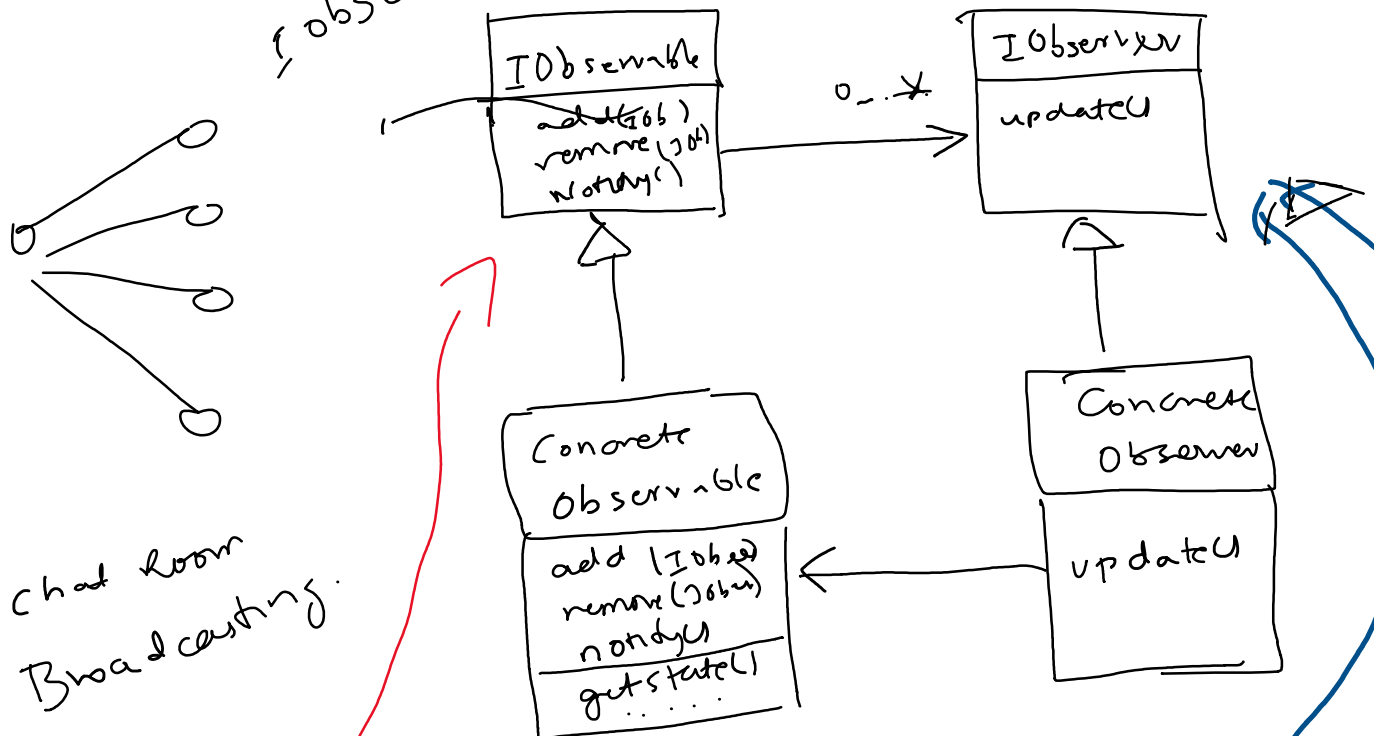 I obs
IObservable
add(IOb)
remove(IOb)
Notify()
0...*
IObserver
update()
Concrete
Observable
add (IObser)
remove(IObser)
notify()
getstate()
. . . . .
Concrete
Observer
update()
Chat Room
Broadcasting.